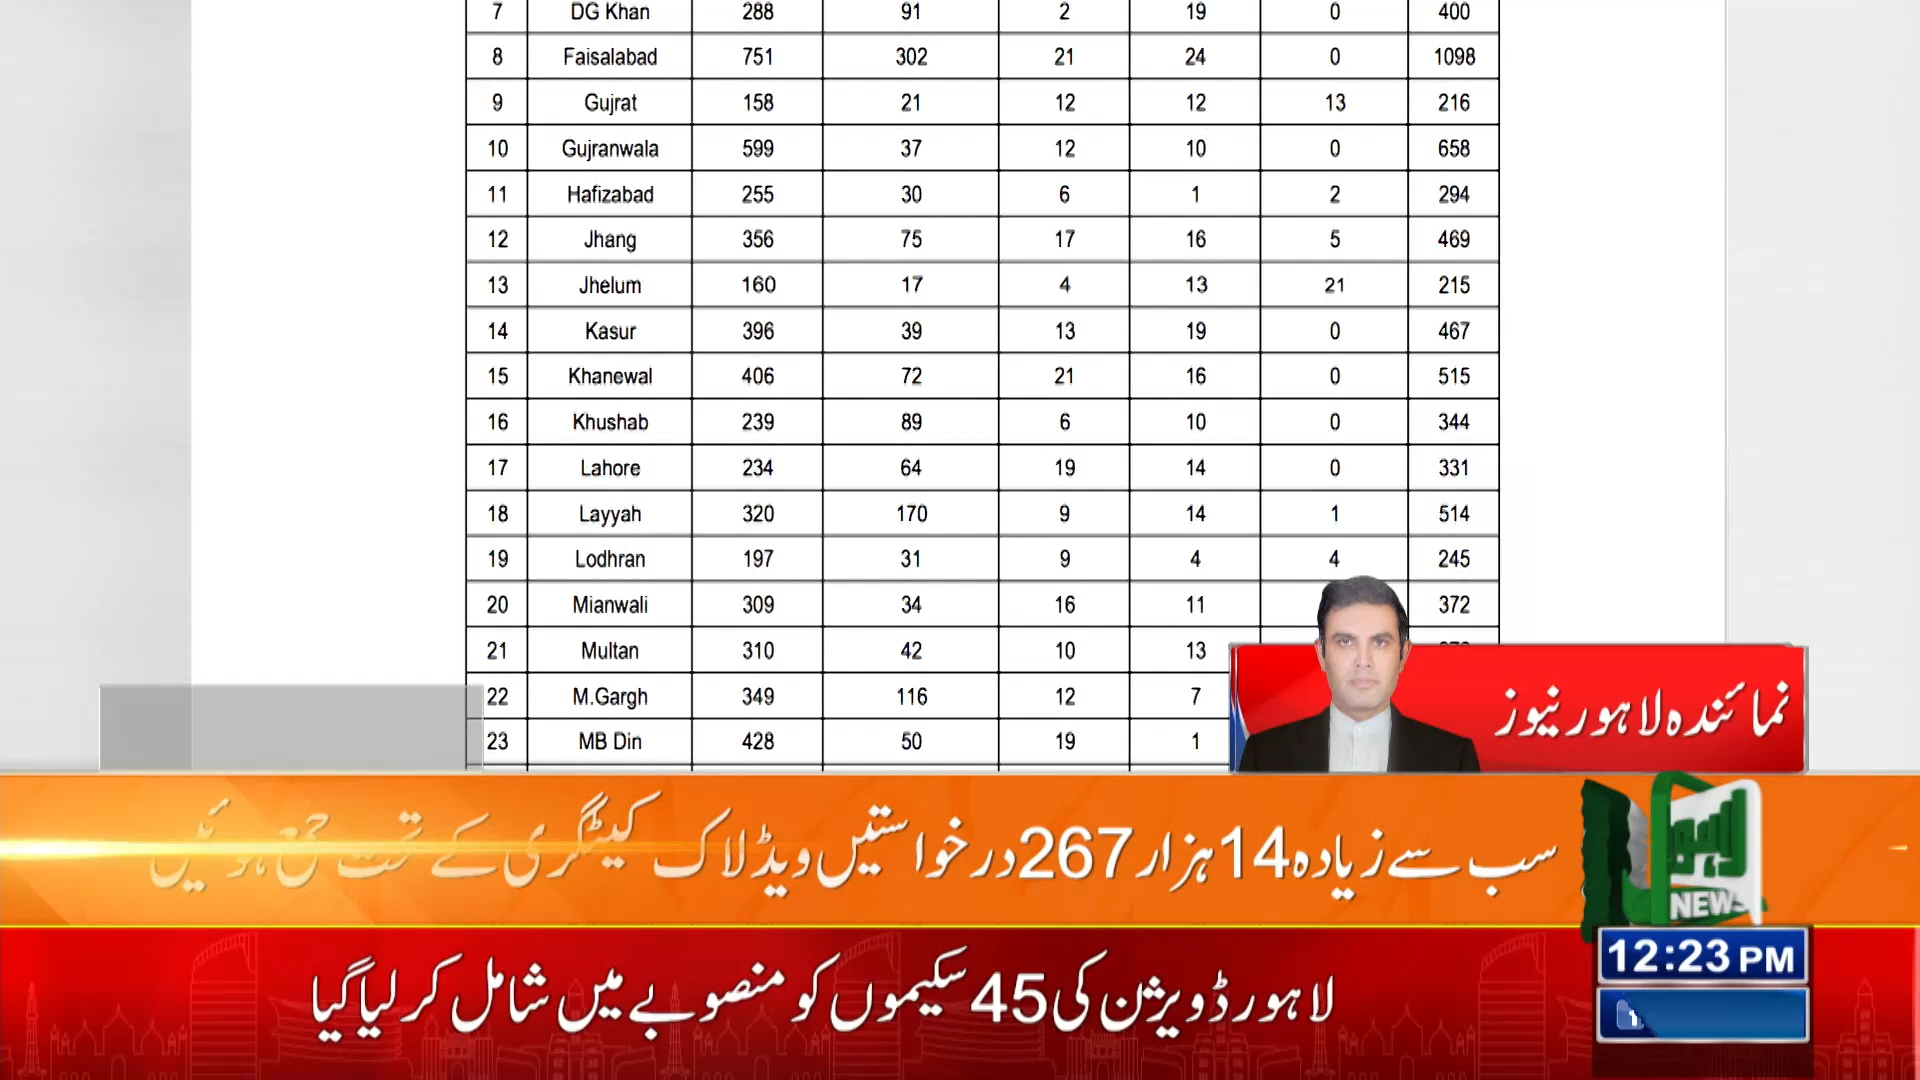 7 DG Khan 288 91 2 19 0 400
8 Faisalabad 751 302 21 24 0 1098
9 Gujrat 158 21 12 12 13 216
10 Gujranwala 599 37 12 10 0 658
11 Hafizabad 255 30 6 1 2 294
12 Jhang 356 75 17 16 5 469
13 Jhelum 160 17 4 13 21 215
14 Kasur 396 39 13 19 0 467
15 Khanewal 406 72 21 16 0 515
16 Khushab 239 89 6 10 0 344
17 Lahore 234 64 19 14 0 331
18 Layyah 320 170 9 14 1 514
19 Lodhran 197 31 9 4 4 245
20 Mianwali 309 34 16 11 372
21 Multan 310 42 10 13
22 M.Gargh 349 116 12 7
23 MB Din 428 50 19 1
نمائندہ لاہور نیوز
سب سے زیادہ 14 ہزار 267 درخواستیں ویڈ لاک کیٹگری کے تحت جمع ہوئیں
لاہور NEWS
12:23 PM
لاہور ڈویژن کی 45 سکیموں کو منصوبے میں شامل کر لیا گیا